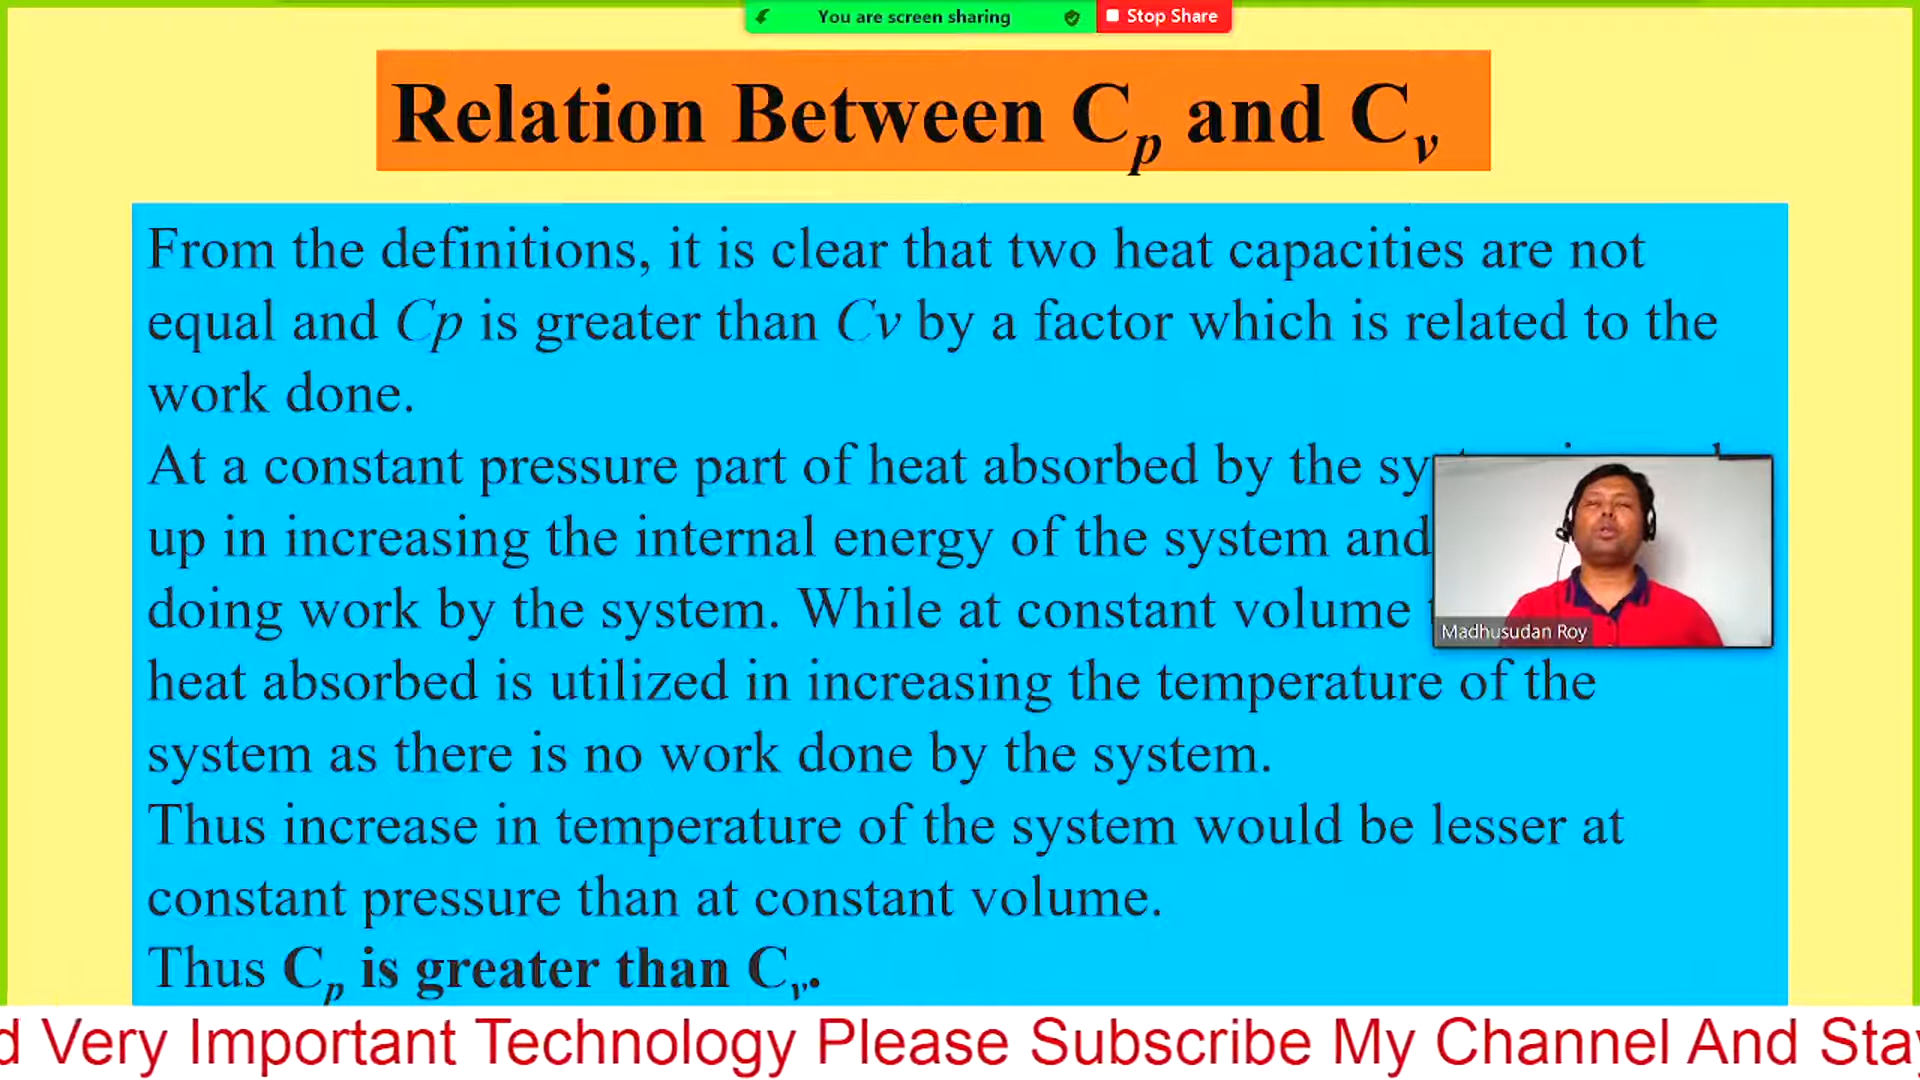 You are screen sharing
Stop Share
Relation Between Cp and Cv
From the definitions, it is clear that two heat capacities are not
equal and Cp is greater than Cv by a factor which is related to the
work done.
At a constant pressure part of heat absorbed by the
up in increasing the internal energy of the system and
doing work by the system. While at constant volume
heat absorbed is utilized in increasing the temperature of the
system as there is no work done by the system.
Thus increase in temperature of the system would be lesser at
constant pressure than at constant volume.
Thus Cp is greater than Cv.
Madhusudan Roy
Very Important Technology Please Subscribe My Channel And